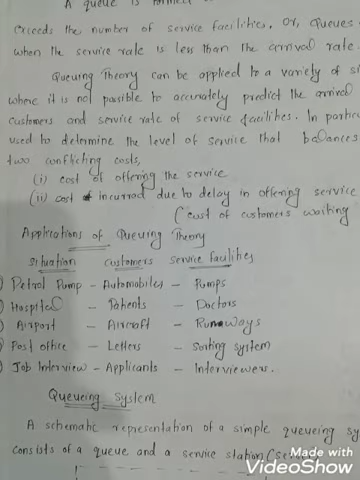 A queue is formed
exceeds the number of service facilities. Or, Queues
when the service rate is less than the arrival rate.
Queuing Theory can be applied to a variety of si
where it is not possible to accurately predict the arrival
customers and service rate of service facilities. In particu
used to determine the level of service that balances
two conflicting costs,
(i) cost of offering the service
(ii) cost incurred due to delay in offering service
(cost of customers waiting
Applications of Queuing Theory
Situation Customers Service facilities
) Petrol Pump - Automobiles - Pumps
) Hospital - Patients - Doctors
) Airport - Aircraft - Runways
) Post office - Letters - Sorting system
) Job Interview - Applicants - Interviewers.
Queueing System
A schematic representation of a simple queueing sy
consists of a queue and a service station (Se
Made with
VideoShow